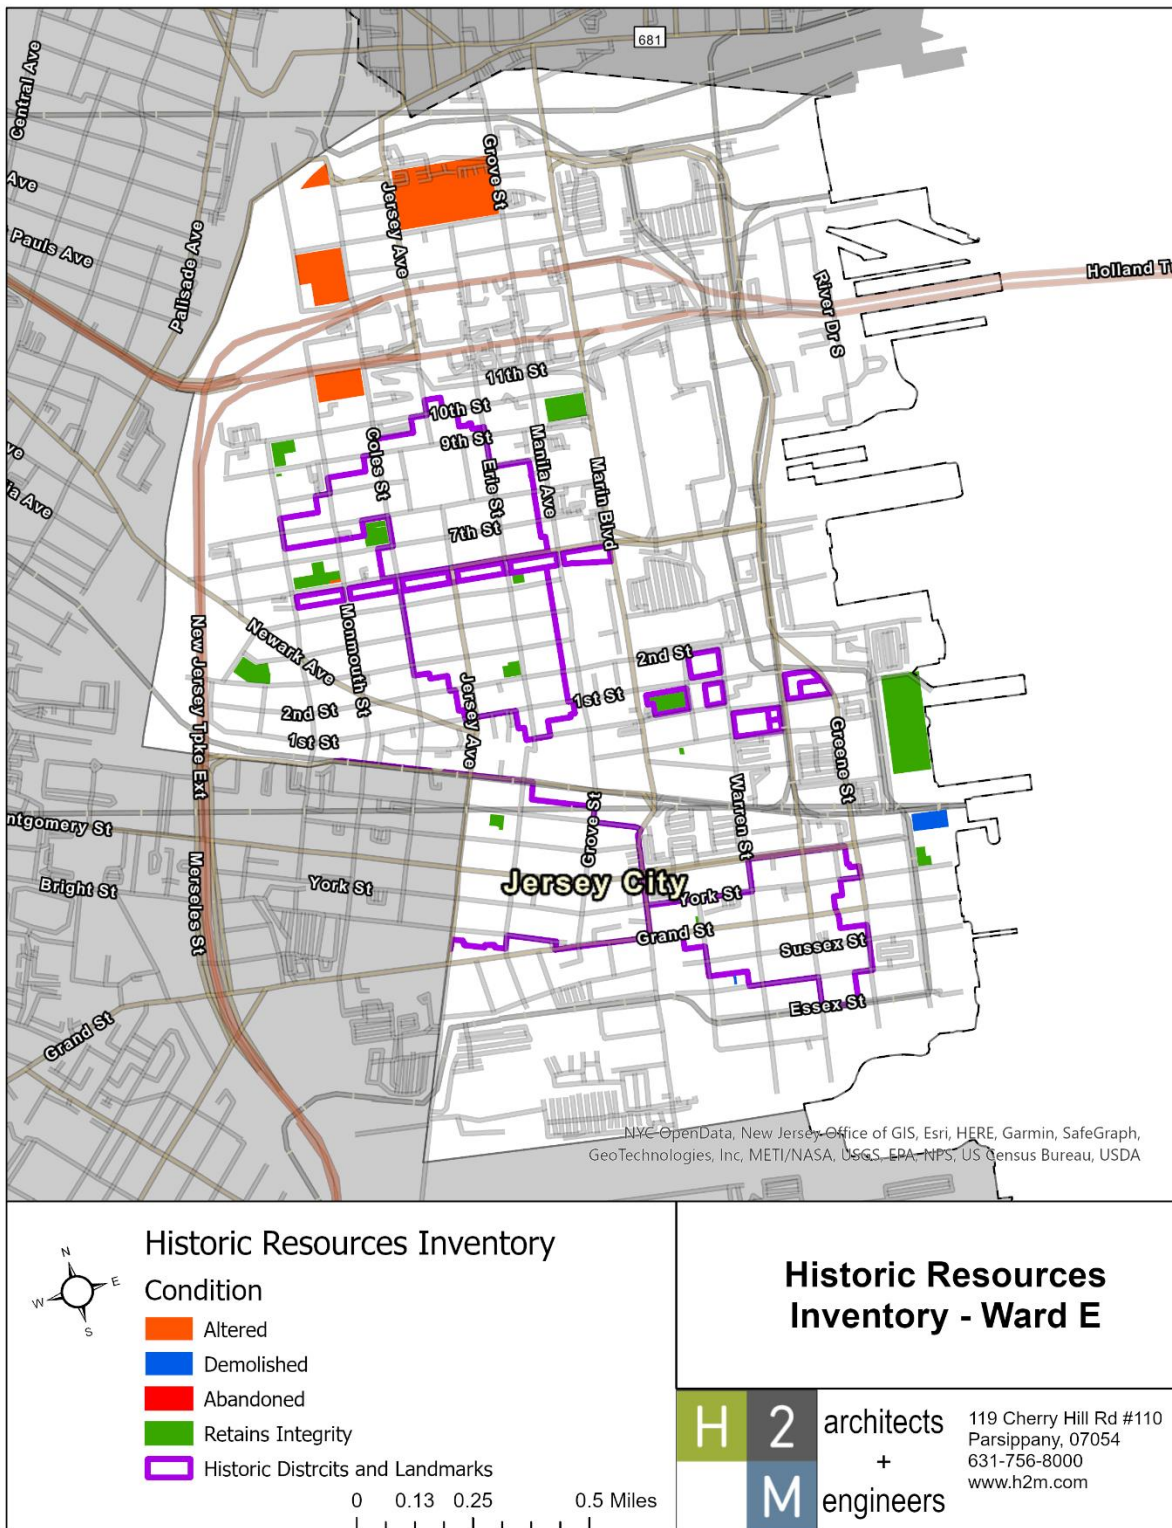 681
Central Ave
Ave
Pauls Ave
Palisade Ave
Jersey Ave
Grove St
Holland T
River Dr S
11th St
10th St
9th St
Coles St
Erie St
Manila Ave
Marin Blvd
7th St
ve
ia Ave
Newark Ave
Monmouth St
New Jersey Tpke Ext
2nd St
1st St
2nd St
1st St
Jersey Ave
Greene St
Warren St
Grove St
ntgomery St
Bright St
Merseles St
York St
Jersey City
York St
Grand St
Sussex St
Essex St
Grand St
NYC OpenData, New Jersey Office of GIS, Esri, HERE, Garmin, SafeGraph,
GeoTechnologies, Inc, METI/NASA, USGS, EPA, NPS, US Census Bureau, USDA
Historic Resources Inventory
Condition
Altered
Demolished
Abandoned
Retains Integrity
Historic Distrcits and Landmarks
N
E
W
S
0 0.13 0.25 0.5 Miles
Historic Resources
Inventory - Ward E
H2M
architects
+
engineers
119 Cherry Hill Rd #110
Parsippany, 07054
631-756-8000
www.h2m.com